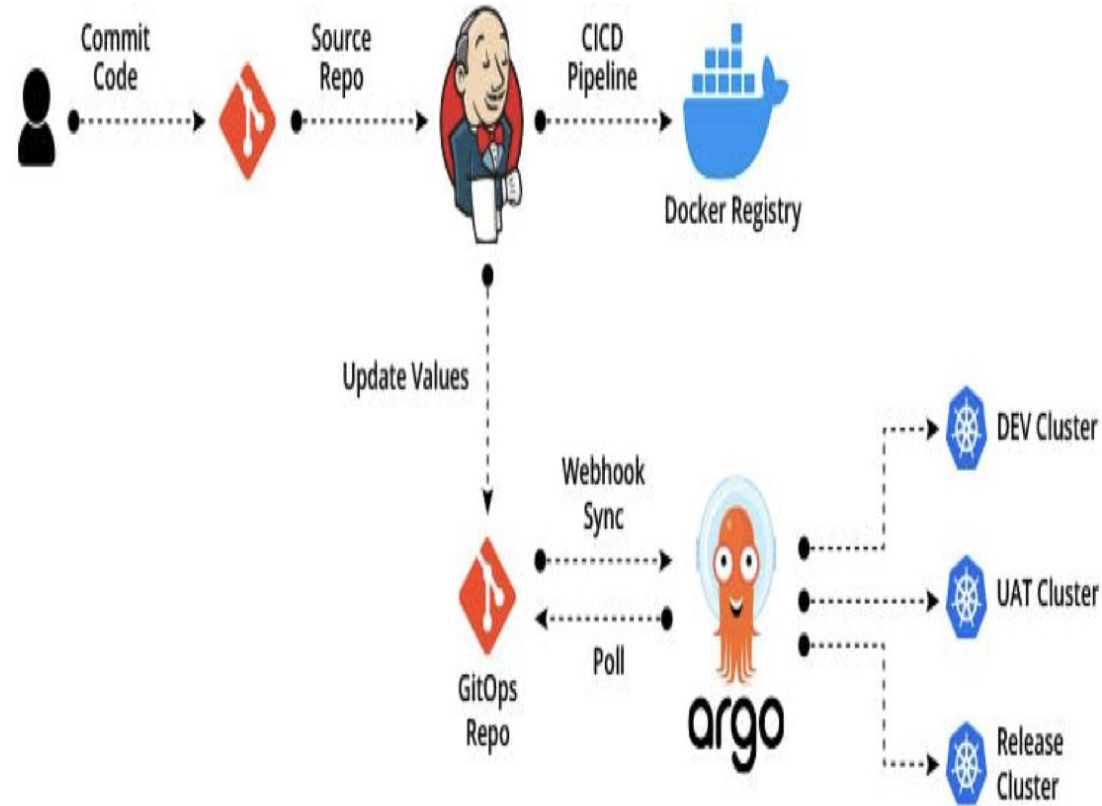 Commit
Code
Source
Repo
CICD
Pipeline
Docker Registry
Update Values
Webhook
Sync
Poll
GitOps
Repo
argo
DEV Cluster
UAT Cluster
Release
Cluster